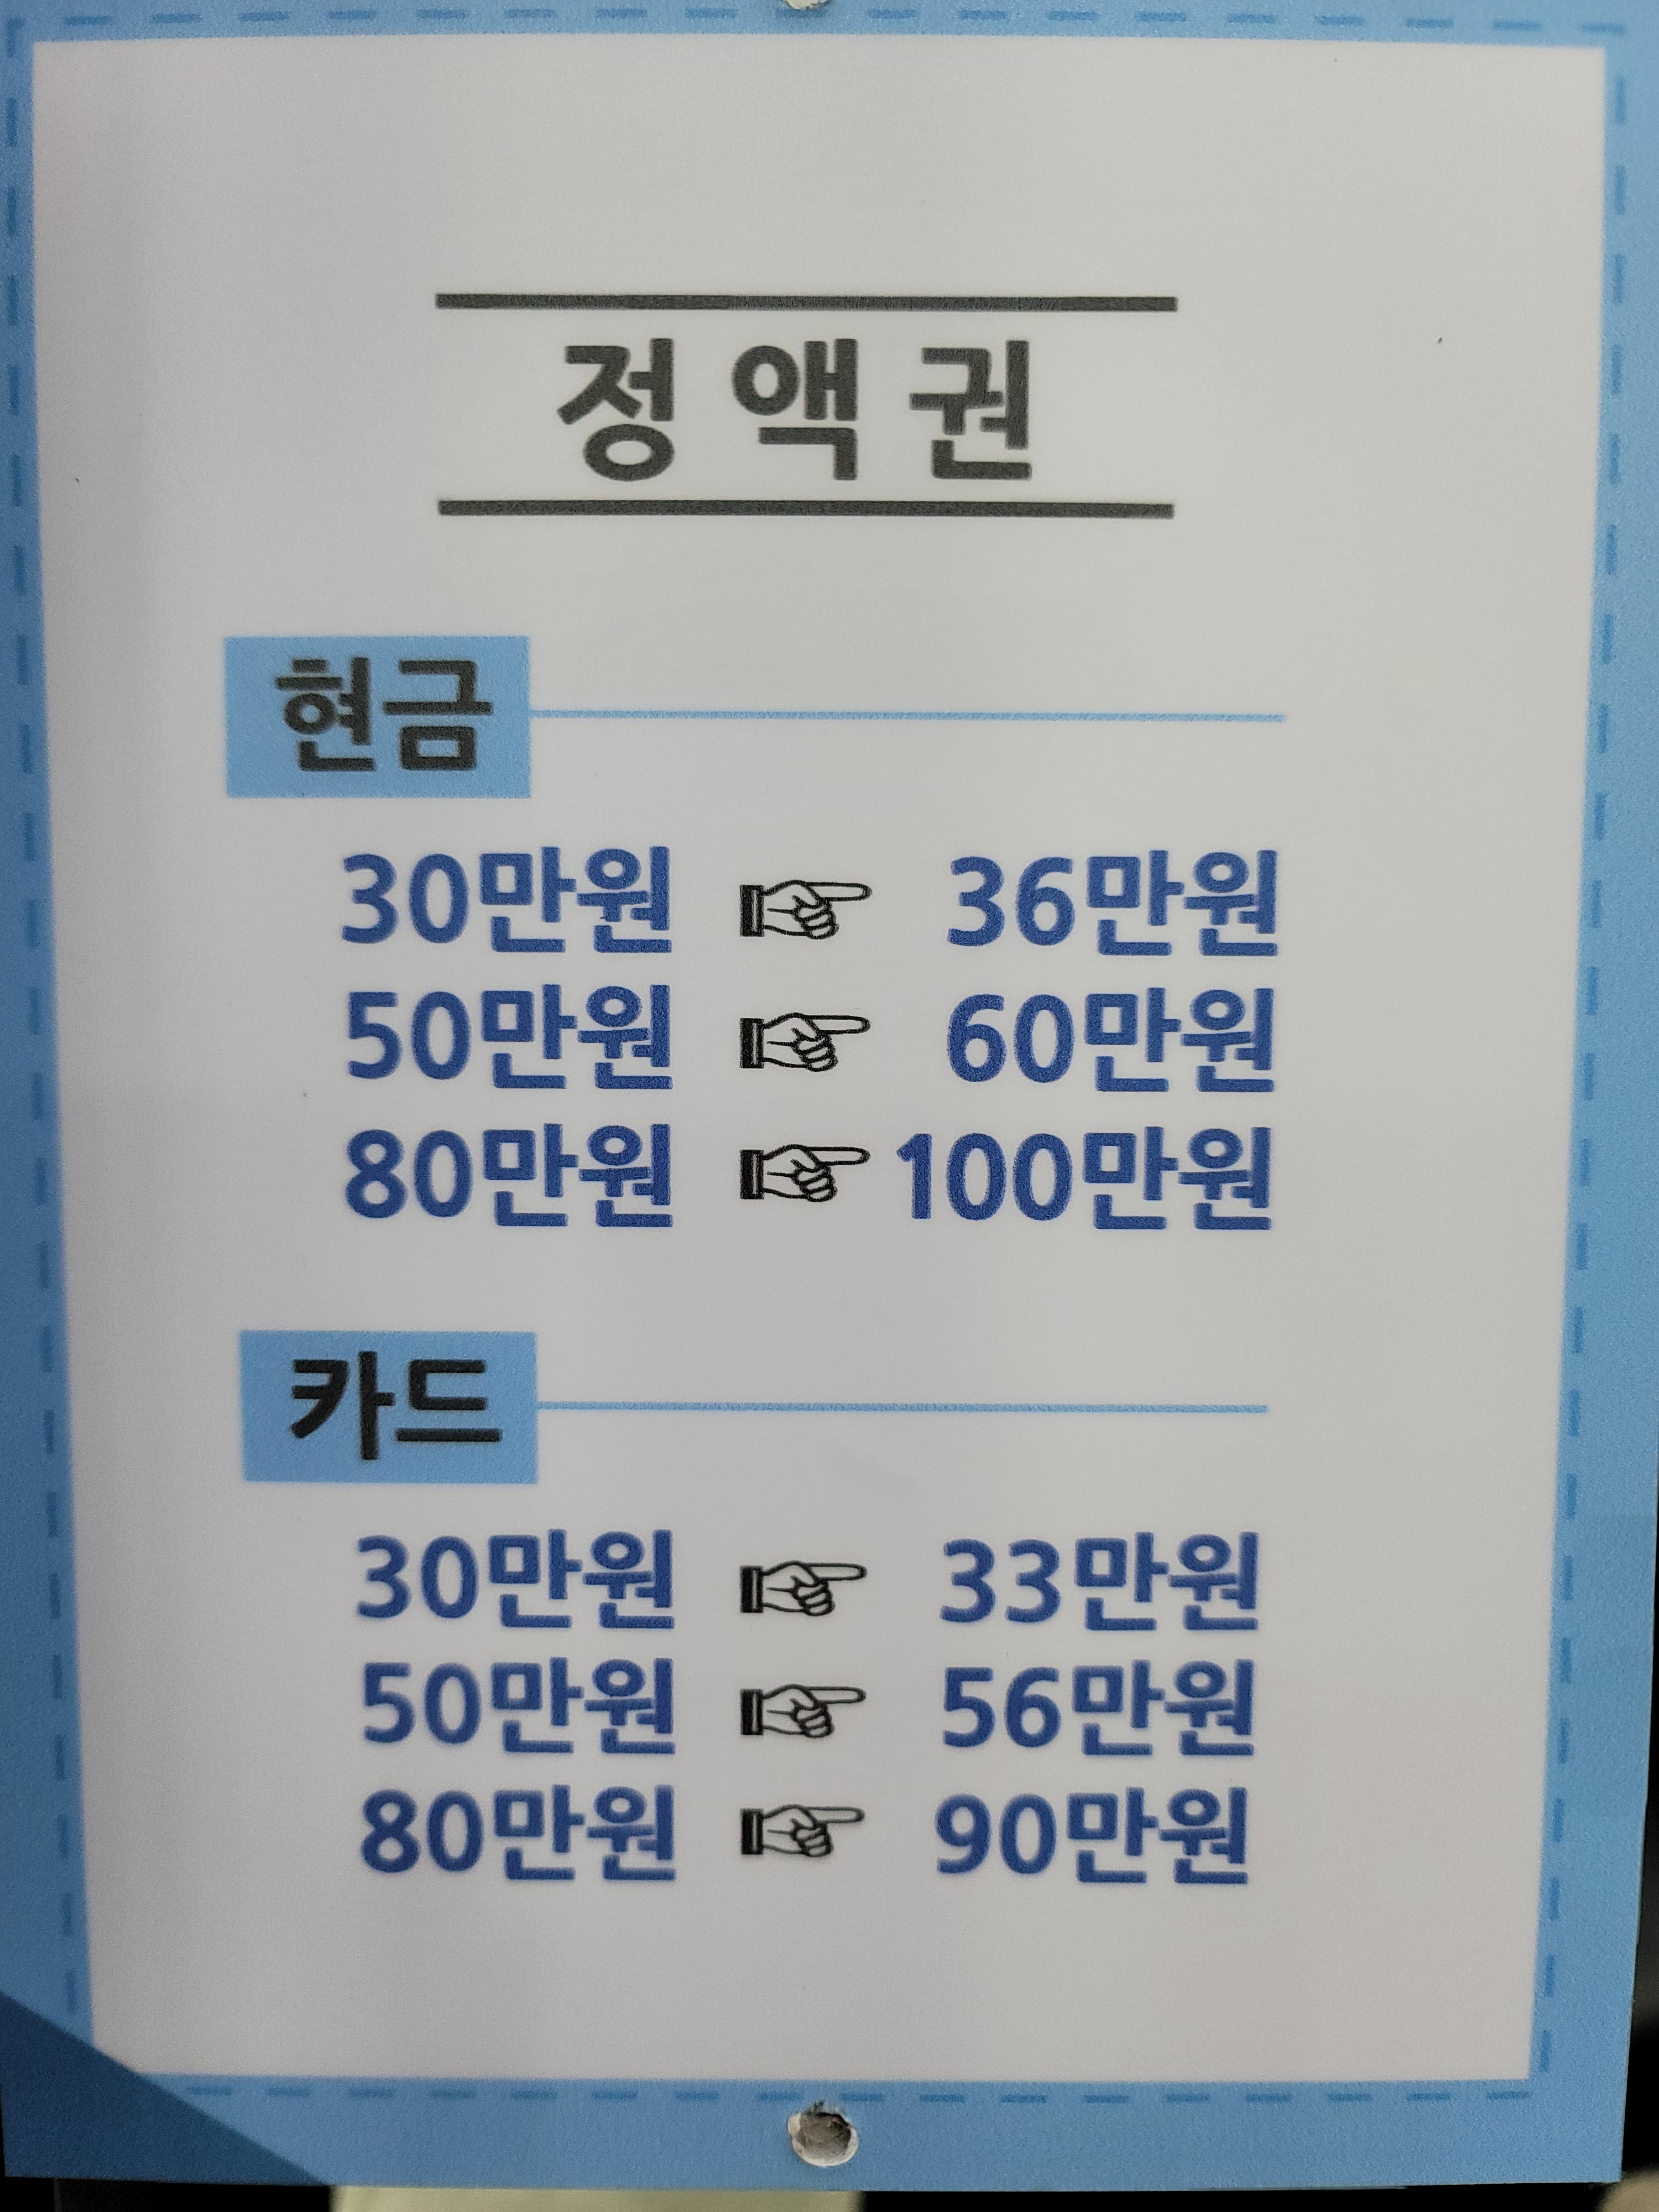 정액권
현금
30만원 ☞ 36만원
50만원 ☞ 60만원
80만원 ☞ 100만원
카드
30만원 ☞ 33만원
50만원 ☞ 56만원
80만원 ☞ 90만원